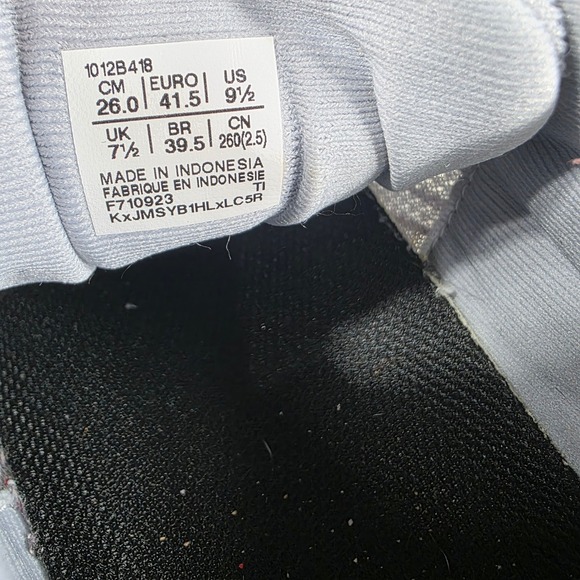 1012B418
CM | EURO | US
26.0 | 41.5 | 9½
UK | BR | CN
7½ | 39.5 | 260(2.5)
MADE IN INDONESIA
FABRIQUE EN INDONESIE
F710923 TI
KxJMSYB1HLxLC5R